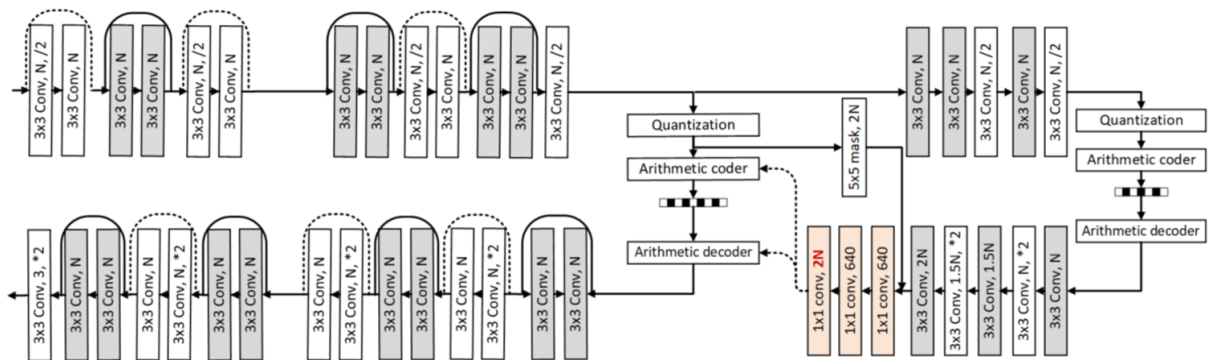 3x3 Conv, N, /2
3x3 Conv, N
3x3 Conv, N
3x3 Conv, N
3x3 Conv, N, /2
3x3 Conv, N
3x3 Conv, N
3x3 Conv, N
3x3 Conv, N, /2
3x3 Conv, N
3x3 Conv, N
3x3 Conv, N
3x3 Conv, N, /2
3x3 Conv, N
3x3 Conv, N
3x3 Conv, N, /2
3x3 Conv, N
3x3 Conv, N, /2
Quantization
Arithmetic coder
Arithmetic decoder
5x5 mask, 2N
Quantization
Arithmetic coder
Arithmetic decoder
3x3 Conv, 3, *2
3x3 Conv, N
3x3 Conv, N
3x3 Conv, N
3x3 Conv, N, *2
3x3 Conv, N
3x3 Conv, N
3x3 Conv, N
3x3 Conv, N, *2
3x3 Conv, N
3x3 Conv, N
3x3 Conv, N
3x3 Conv, N, *2
3x3 Conv, N
3x3 Conv, N
1x1 conv, 2N
1x1 conv, 640
1x1 conv, 640
3x3 Conv, 2N
3x3 Conv, 1.5N, *2
3x3 Conv, 1.5N
3x3 Conv, N, *2
3x3 Conv, N